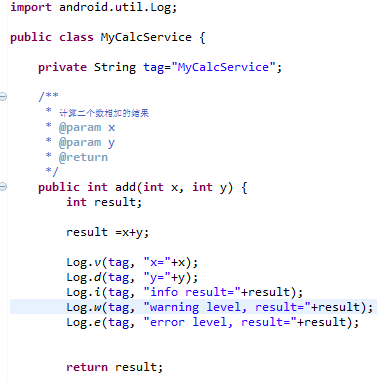 import android.util.Log;
public class MyCalcService {
private String tag="MyCalcService";
/**
* 计算二个数相加的结果
* @param x
* @param y
* @return
*/
public int add(int x, int y) {
int result;
result =x+y;
Log.v(tag, "x="+x);
Log.d(tag, "y="+y);
Log.i(tag, "info result="+result);
Log.w(tag, "warning level, result="+result);
Log.e(tag, "error level, result="+result);
return result;